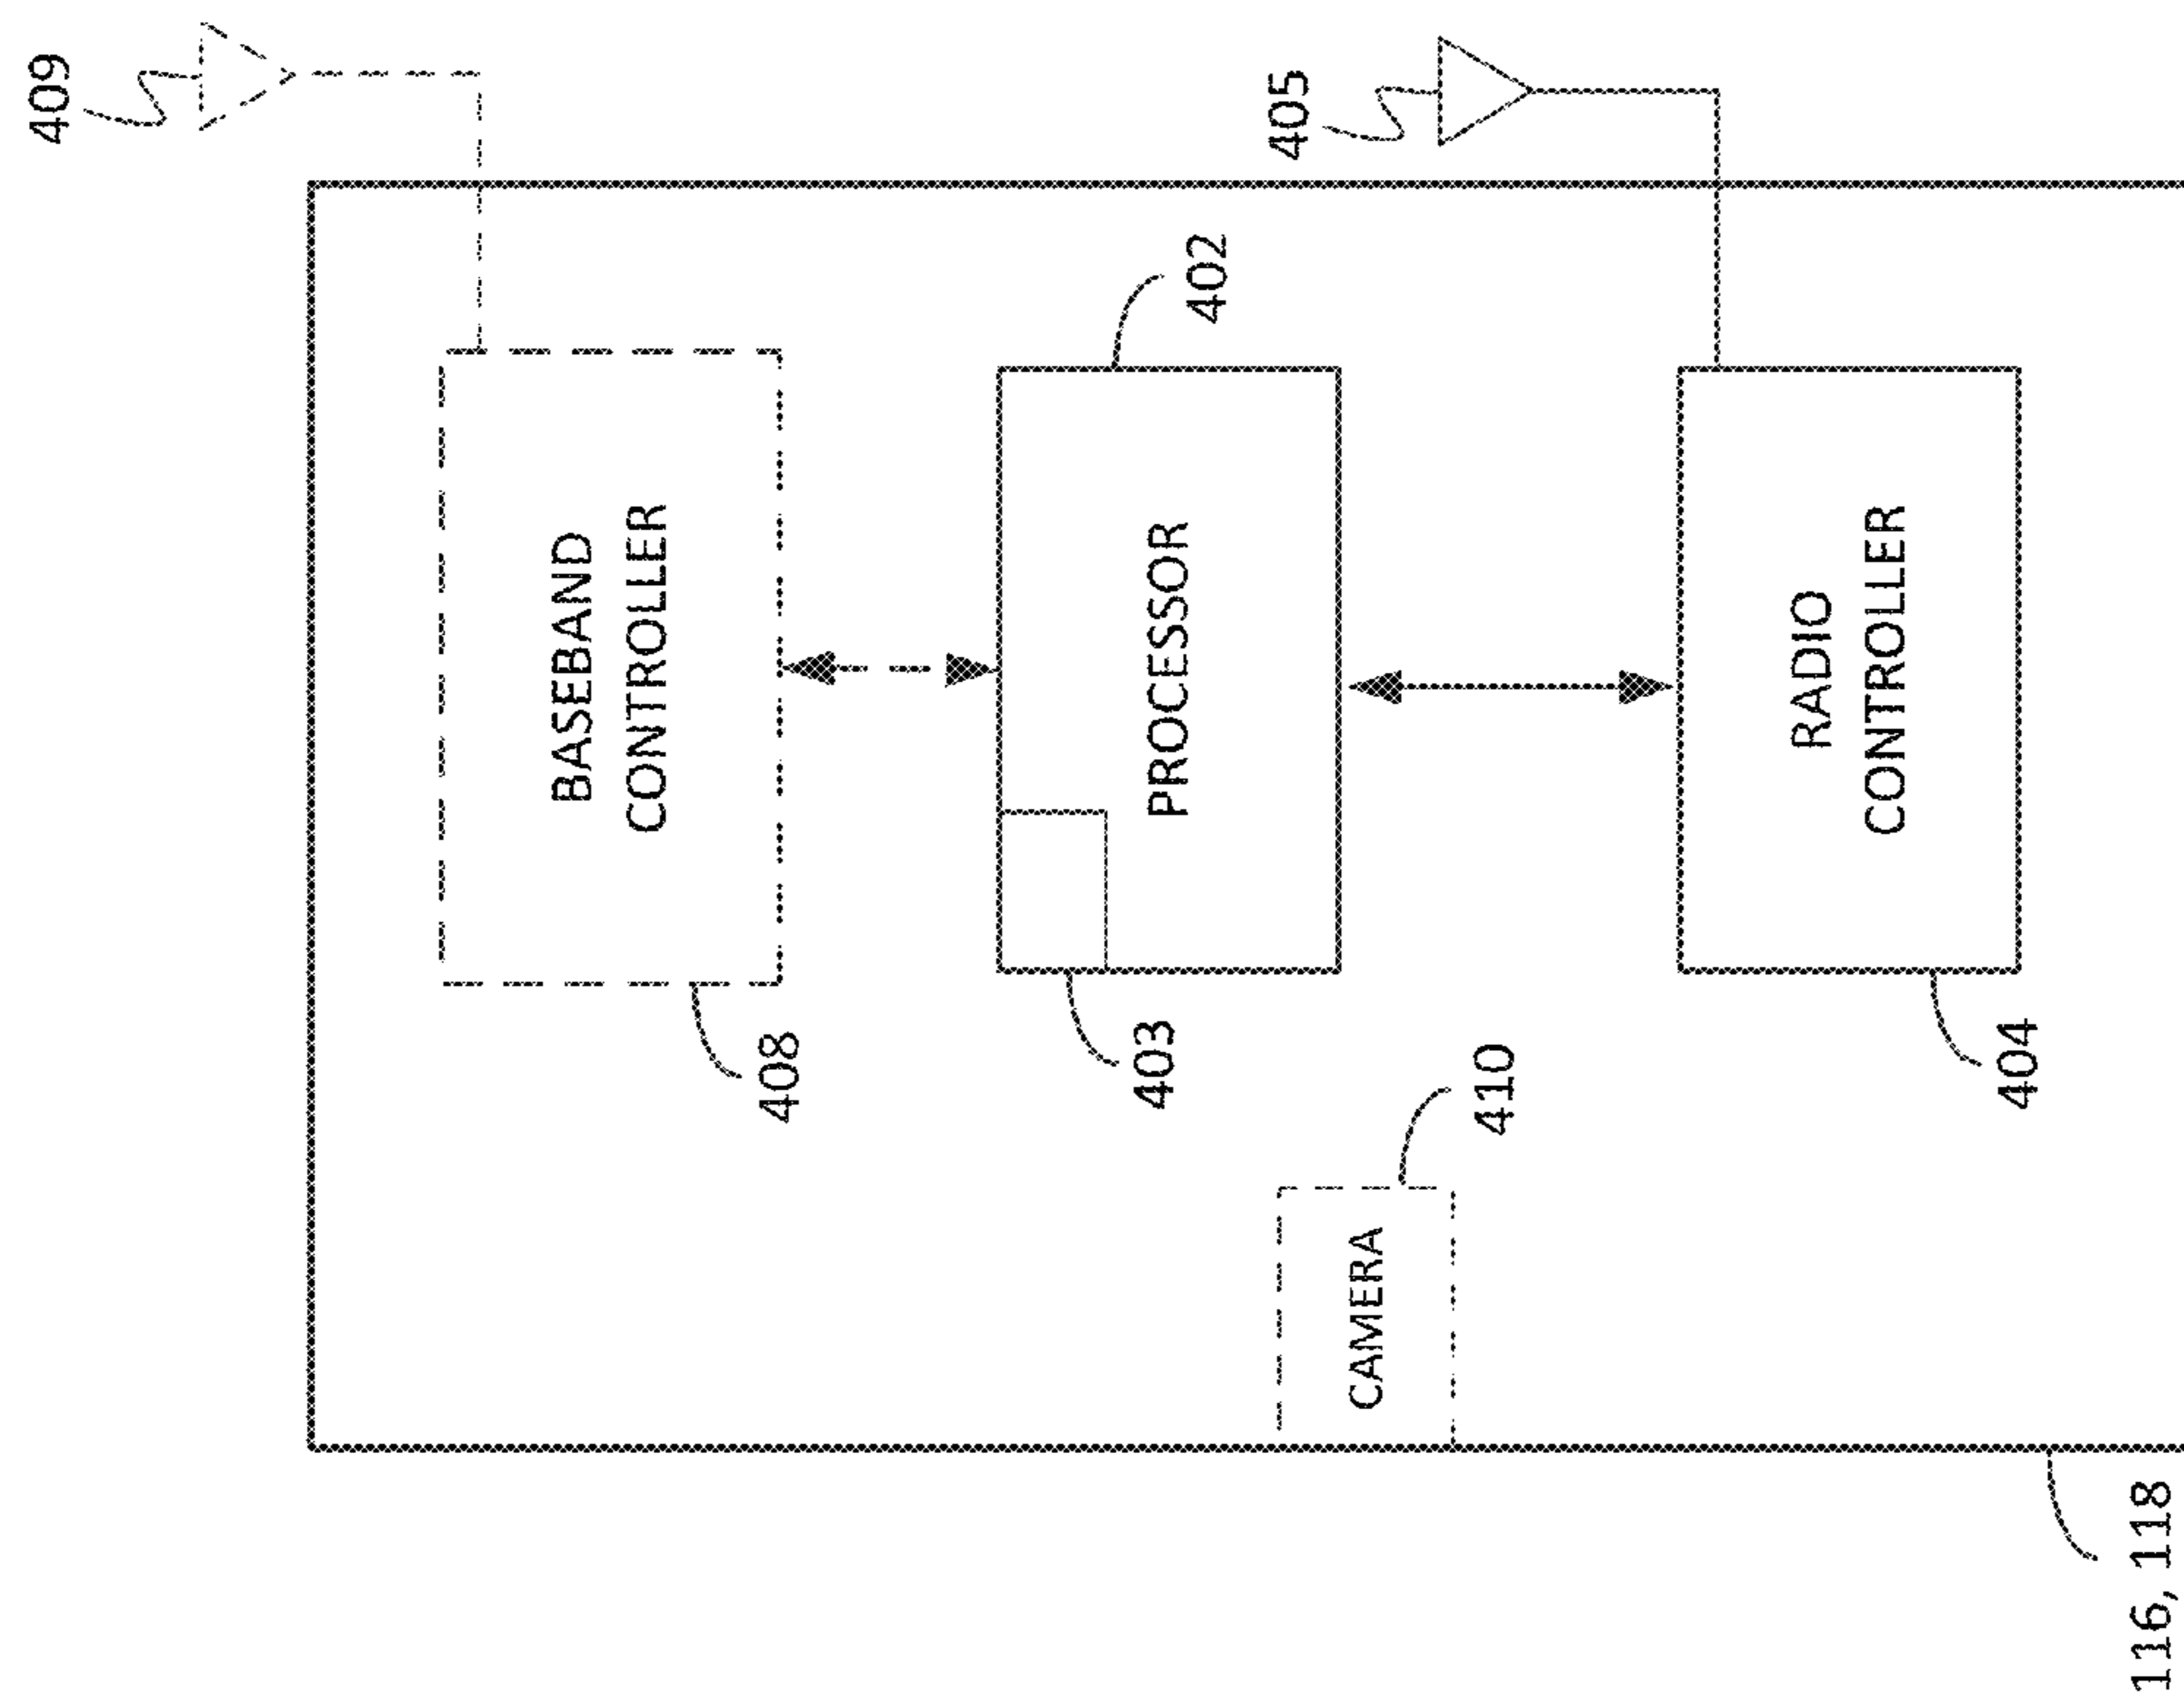 409
405
402
BASEBAND
CONTROLLER
PROCESSOR
RADIO
CONTROLLER
408
403
404
410
CAMERA
116, 118